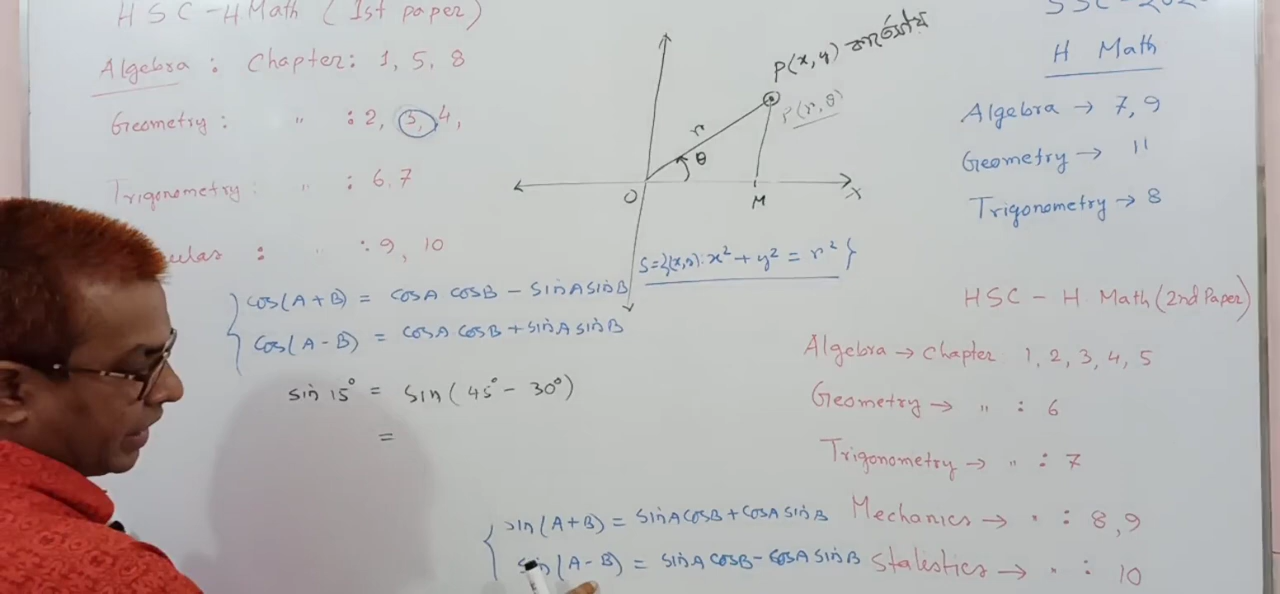 HSC-HMath (1st paper)
Algebra : Chapter: 1, 5, 8
Geometry : " : 2, 3, 4,
Trigonometry : " : 6.7
: " : 9, 10
cos(A+B) = cosA cosB - sinA sinB
cos(A-B) = cosA cosB + sinA sinB
sin 15° = sin(45° - 30°)
=
sin(A+B) = sinA cosB + cosA sinB
sin(A-B) = sinA cosB - cosA sinB
P(x,y) কার্তেসীয়
P(r,θ)
r
θ
O
M
X
S={(x,y): x² + y² = r²}
H Math
Algebra → 7, 9
Geometry → 11
Trigonometry → 8
HSC - H. Math (2nd Paper)
Algebra → Chapter 1, 2, 3, 4, 5
Geometry → " : 6
Trigonometry → " : 7
Mechanics → " : 8, 9
Statistics → " : 10